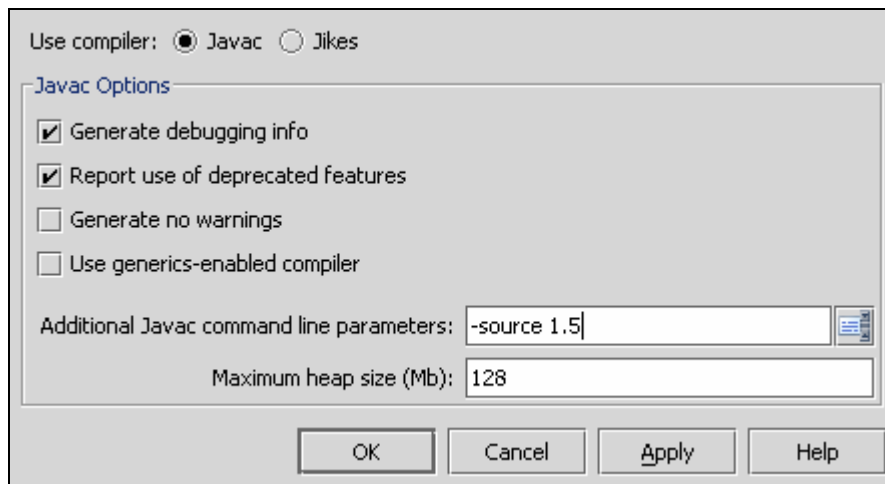 Use compiler: Javac Jikes
Javac Options
Generate debugging info
Report use of deprecated features
Generate no warnings
Use generics-enabled compiler
Additional Javac command line parameters: -source 1.5
Maximum heap size (Mb): 128
OK Cancel Apply Help